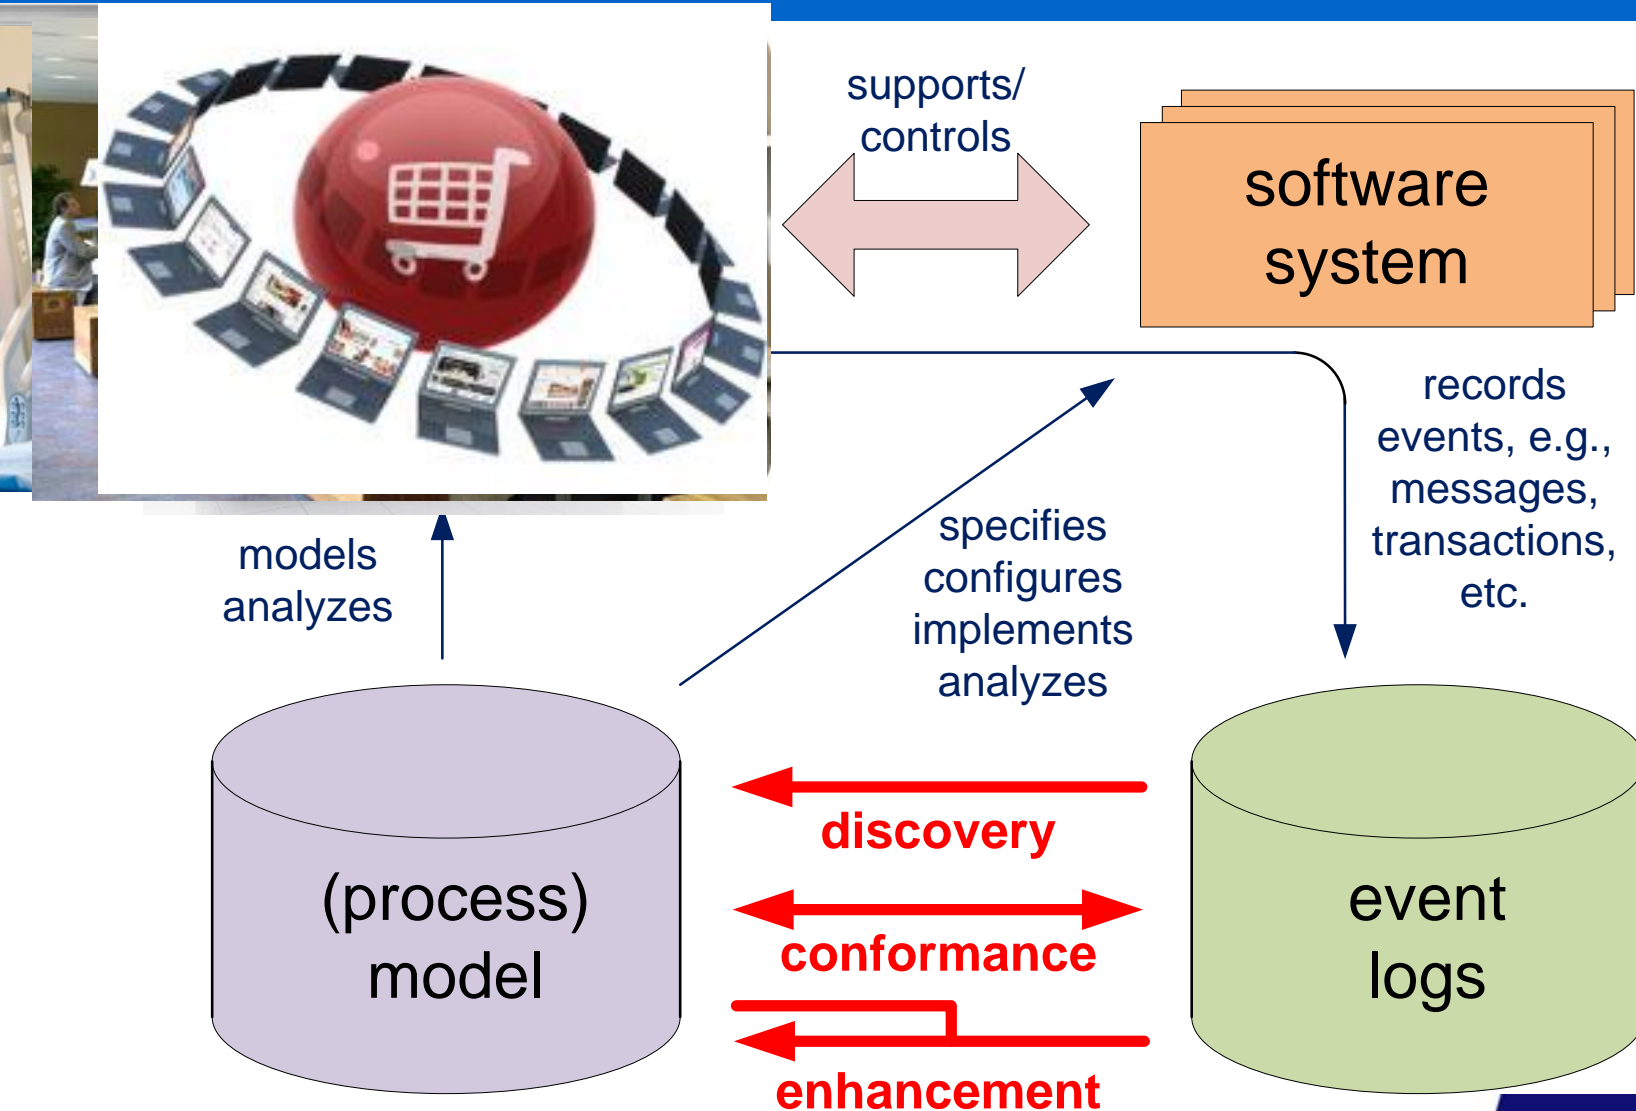 supports/
controls
software
system
records
events, e.g.,
messages,
transactions,
etc.
models
analyzes
specifies
configures
implements
analyzes
discovery
(process)
model
conformance
event
logs
enhancement